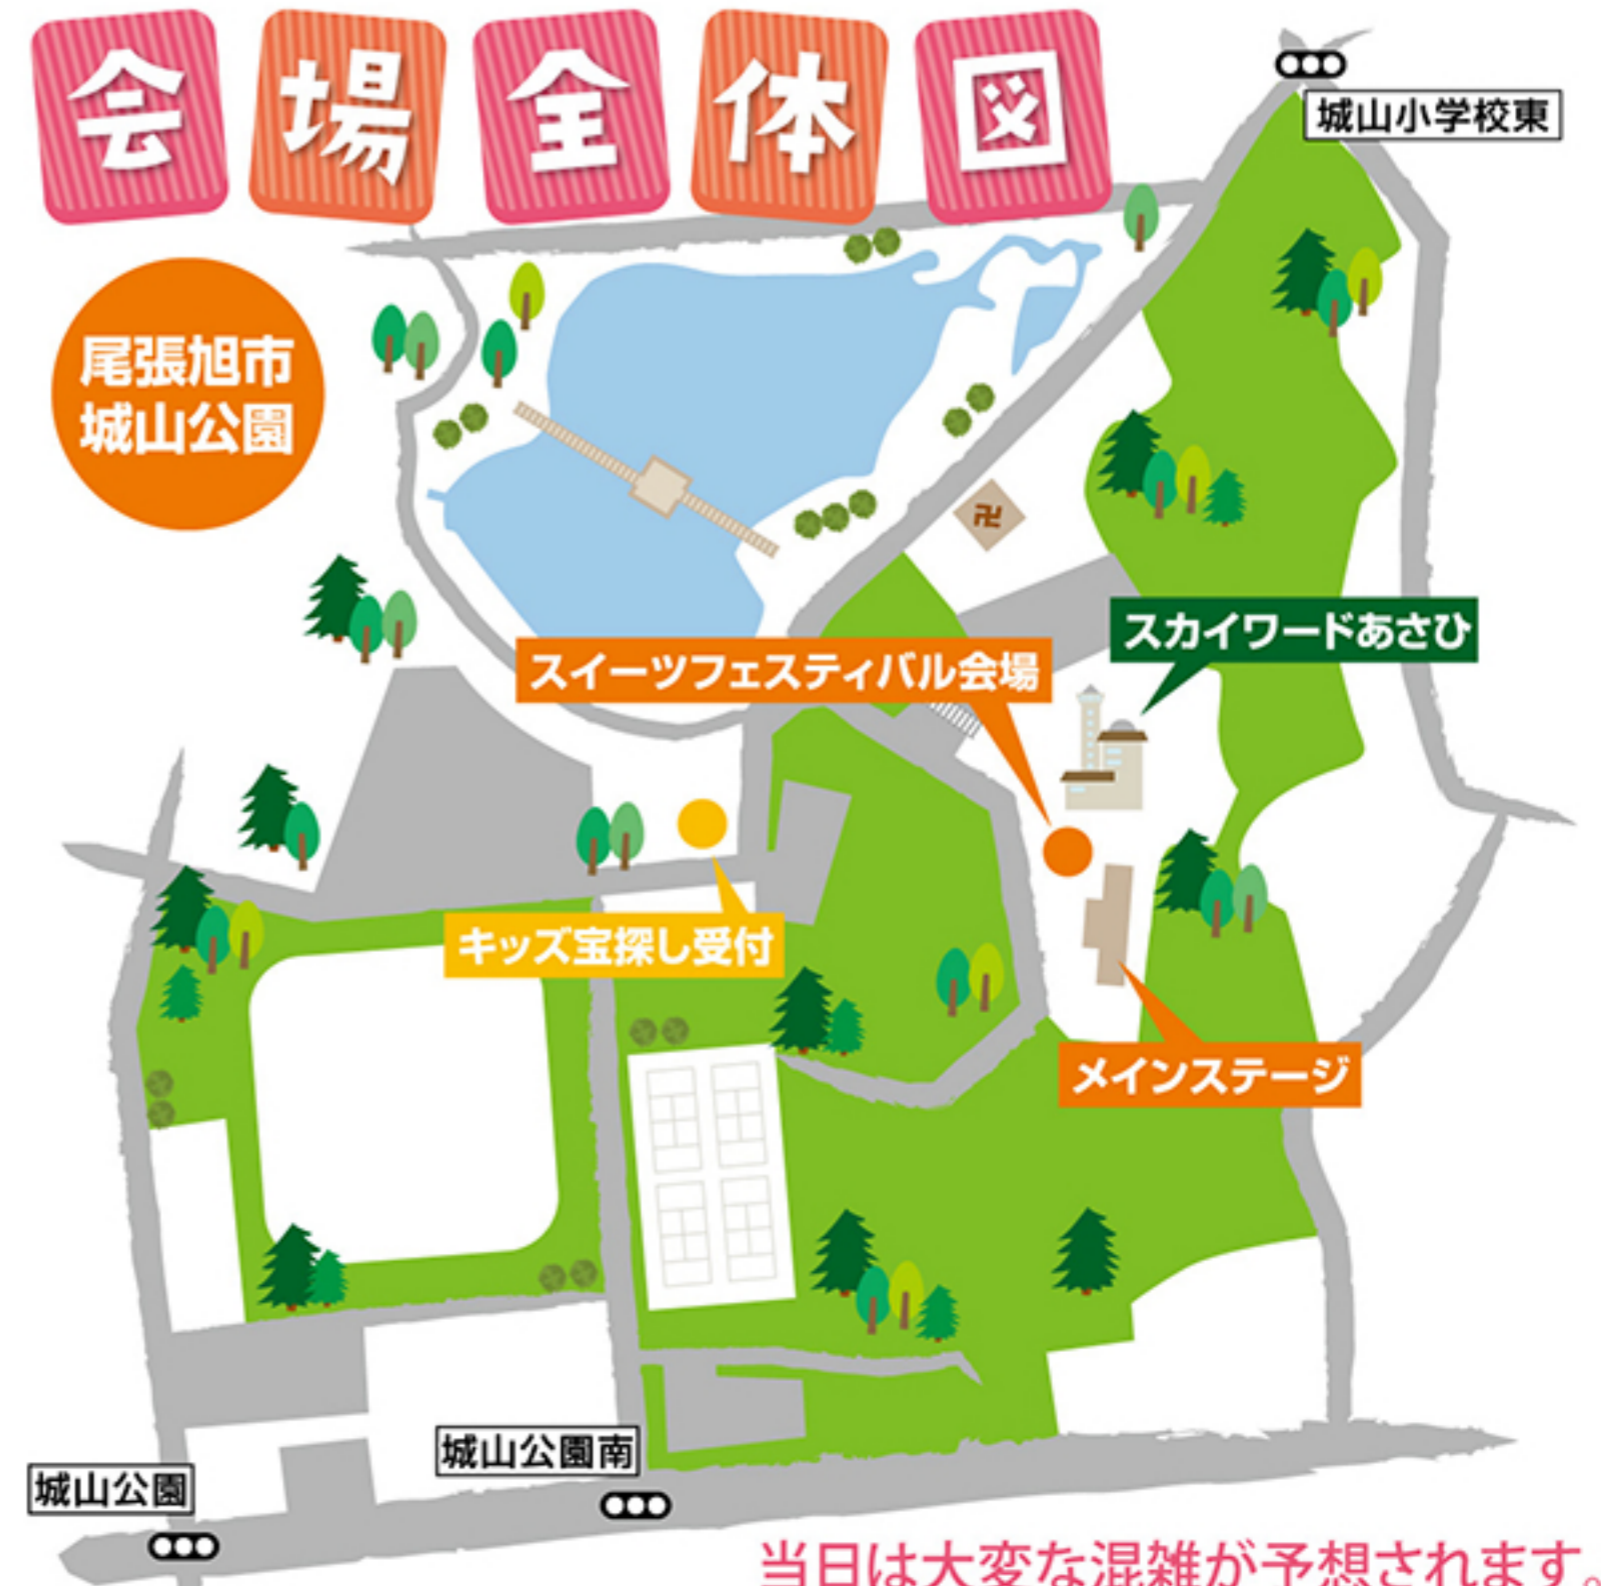 会場全体図
城山小学校東
尾張旭市
城山公園
卍
スカイワードあさひ
スイーツフェスティバル会場
キッズ宝探し受付
メインステージ
城山公園南
城山公園
当日は大変な混雑が予想されます。